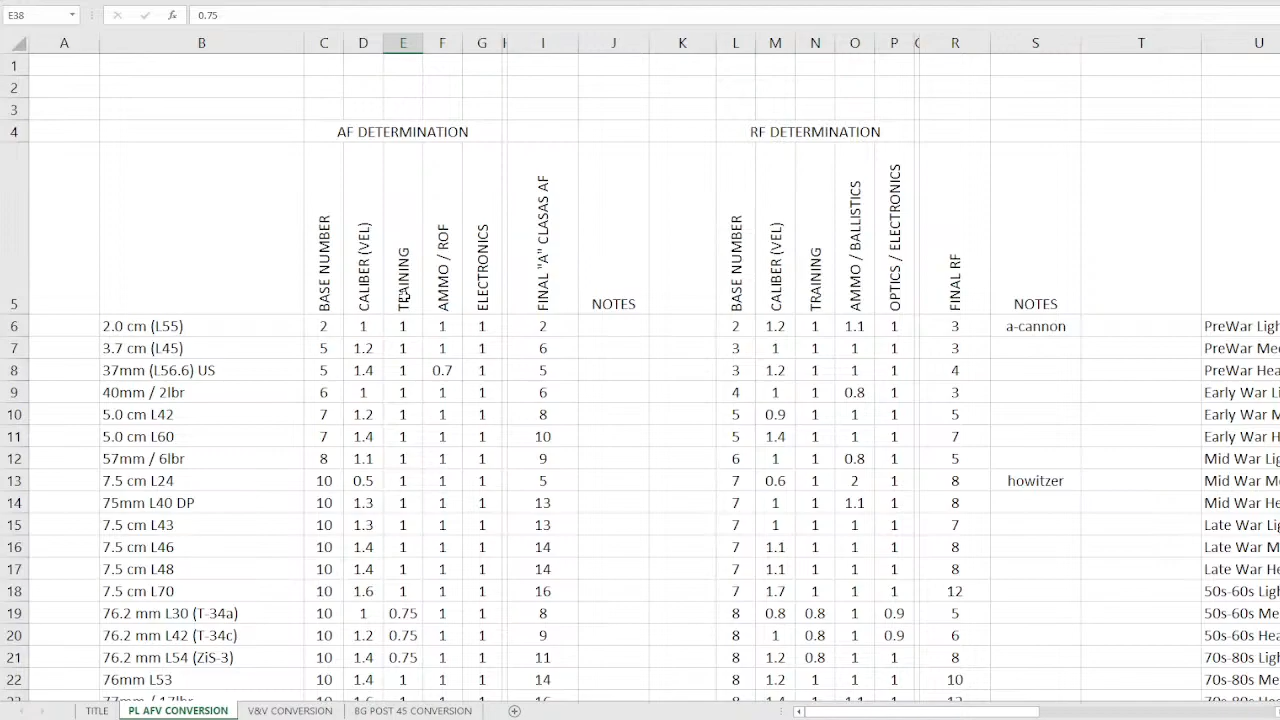 E38 fx 0.75
A B C D E F G H I J K L M N O P Q R S T U
1
2
3
4 AF DETERMINATION RF DETERMINATION
5 BASE NUMBER CALIBER (VEL) TRAINING AMMO / ROF ELECTRONICS FINAL "A" CLASAS AF NOTES BASE NUMBER CALIBER (VEL) TRAINING AMMO / BALLISTICS OPTICS / ELECTRONICS FINAL RF NOTES
6 2.0 cm (L55) 2 1 1 1 1 2 2 1.2 1 1.1 1 3 a-cannon PreWar Lig
7 3.7 cm (L45) 5 1.2 1 1 1 6 3 1 1 1 1 3 PreWar Me
8 37mm (L56.6) US 5 1.4 1 0.7 1 5 3 1.2 1 1 1 4 PreWar Hea
9 40mm / 2lbr 6 1 1 1 1 6 4 1 1 0.8 1 3 Early War Li
10 5.0 cm L42 7 1.2 1 1 1 8 5 0.9 1 1 1 5 Early War M
11 5.0 cm L60 7 1.4 1 1 1 10 5 1.4 1 1 1 7 Early War H
12 57mm / 6lbr 8 1.1 1 1 1 9 6 1 1 0.8 1 5 Mid War Lig
13 7.5 cm L24 10 0.5 1 1 1 5 7 0.6 1 2 1 8 howitzer Mid War Me
14 75mm L40 DP 10 1.3 1 1 1 13 7 1 1 1.1 1 8 Mid War He
15 7.5 cm L43 10 1.3 1 1 1 13 7 1 1 1 1 7 Late War Lig
16 7.5 cm L46 10 1.4 1 1 1 14 7 1.1 1 1 1 8 Late War M
17 7.5 cm L48 10 1.4 1 1 1 14 7 1.1 1 1 1 8 Late War He
18 7.5 cm L70 10 1.6 1 1 1 16 7 1.7 1 1 1 12 50s-60s Ligh
19 76.2 mm L30 (T-34a) 10 1 0.75 1 1 8 8 0.8 0.8 1 0.9 5 50s-60s Me
20 76.2 mm L42 (T-34c) 10 1.2 0.75 1 1 9 8 1 0.8 1 0.9 6 50s-60s Hea
21 76.2 mm L54 (ZiS-3) 10 1.4 0.75 1 1 11 8 1.2 0.8 1 1 8 70s-80s Ligh
22 76mm L53 10 1.4 1 1 1 14 8 1.2 1 1 1 10 70s-80s Me
TITLE PL AFV CONVERSION V&V CONVERSION BG POST 45 CONVERSION